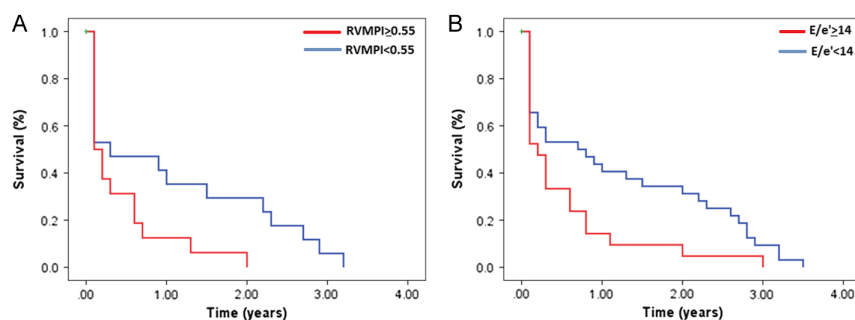 A
RVMPI≥0.55
RVMPI<0.55
Survival (%)
1.0
0.8
0.6
0.4
0.2
0.0
.00
1.00
2.00
3.00
4.00
Time (years)
B
E/e'≥14
E/e'<14
Survival (%)
1.0
0.8
0.6
0.4
0.2
0.0
.00
1.00
2.00
3.00
4.00
Time (years)